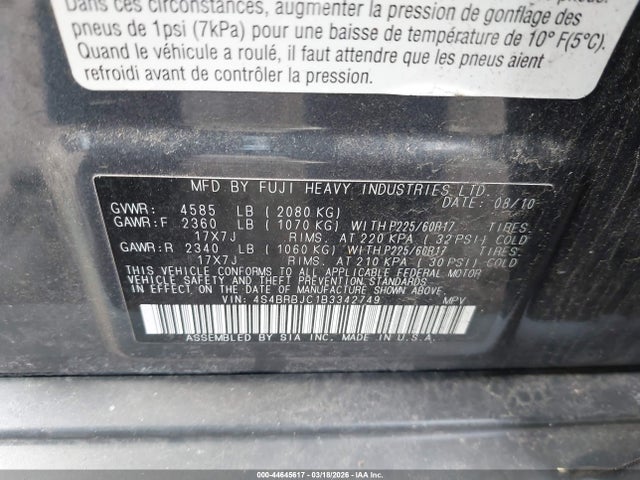 Dans ces circonstances, augmenter la pression de gonflage des
pneus de 1psi (7kPa) pour une baisse de température de 10° F(5°C).
Quand le véhicule a roulé, il faut attendre que les pneus aient
refroidi avant de contrôler la pression.
MFD BY FUJI HEAVY INDUSTRIES LTD.
DATE: 08/10
GVWR: 4585 LB (2080 KG)
GAWR:F 2360 LB (1070 KG) WITH P225/60R17 TIRES,
17X7J RIMS, AT 220 KPA (32 PSI) COLD
GAWR:R 2340 LB (1060 KG) WITH P225/60R17 TIRES,
17X7J RIMS, AT 210 KPA (30 PSI) COLD
THIS VEHICLE CONFORMS TO ALL APPLICABLE FEDERAL MOTOR
VEHICLE SAFETY AND THEFT PREVENTION STANDARDS
IN EFFECT ON THE DATE OF MANUFACTURE SHOWN ABOVE.
VIN: 4S4BRBJC1B3342749 MPV
ASSEMBLED BY SIA INC. MADE IN U.S.A.
000-44645617 | 03/18/2026 | COPART/IAA